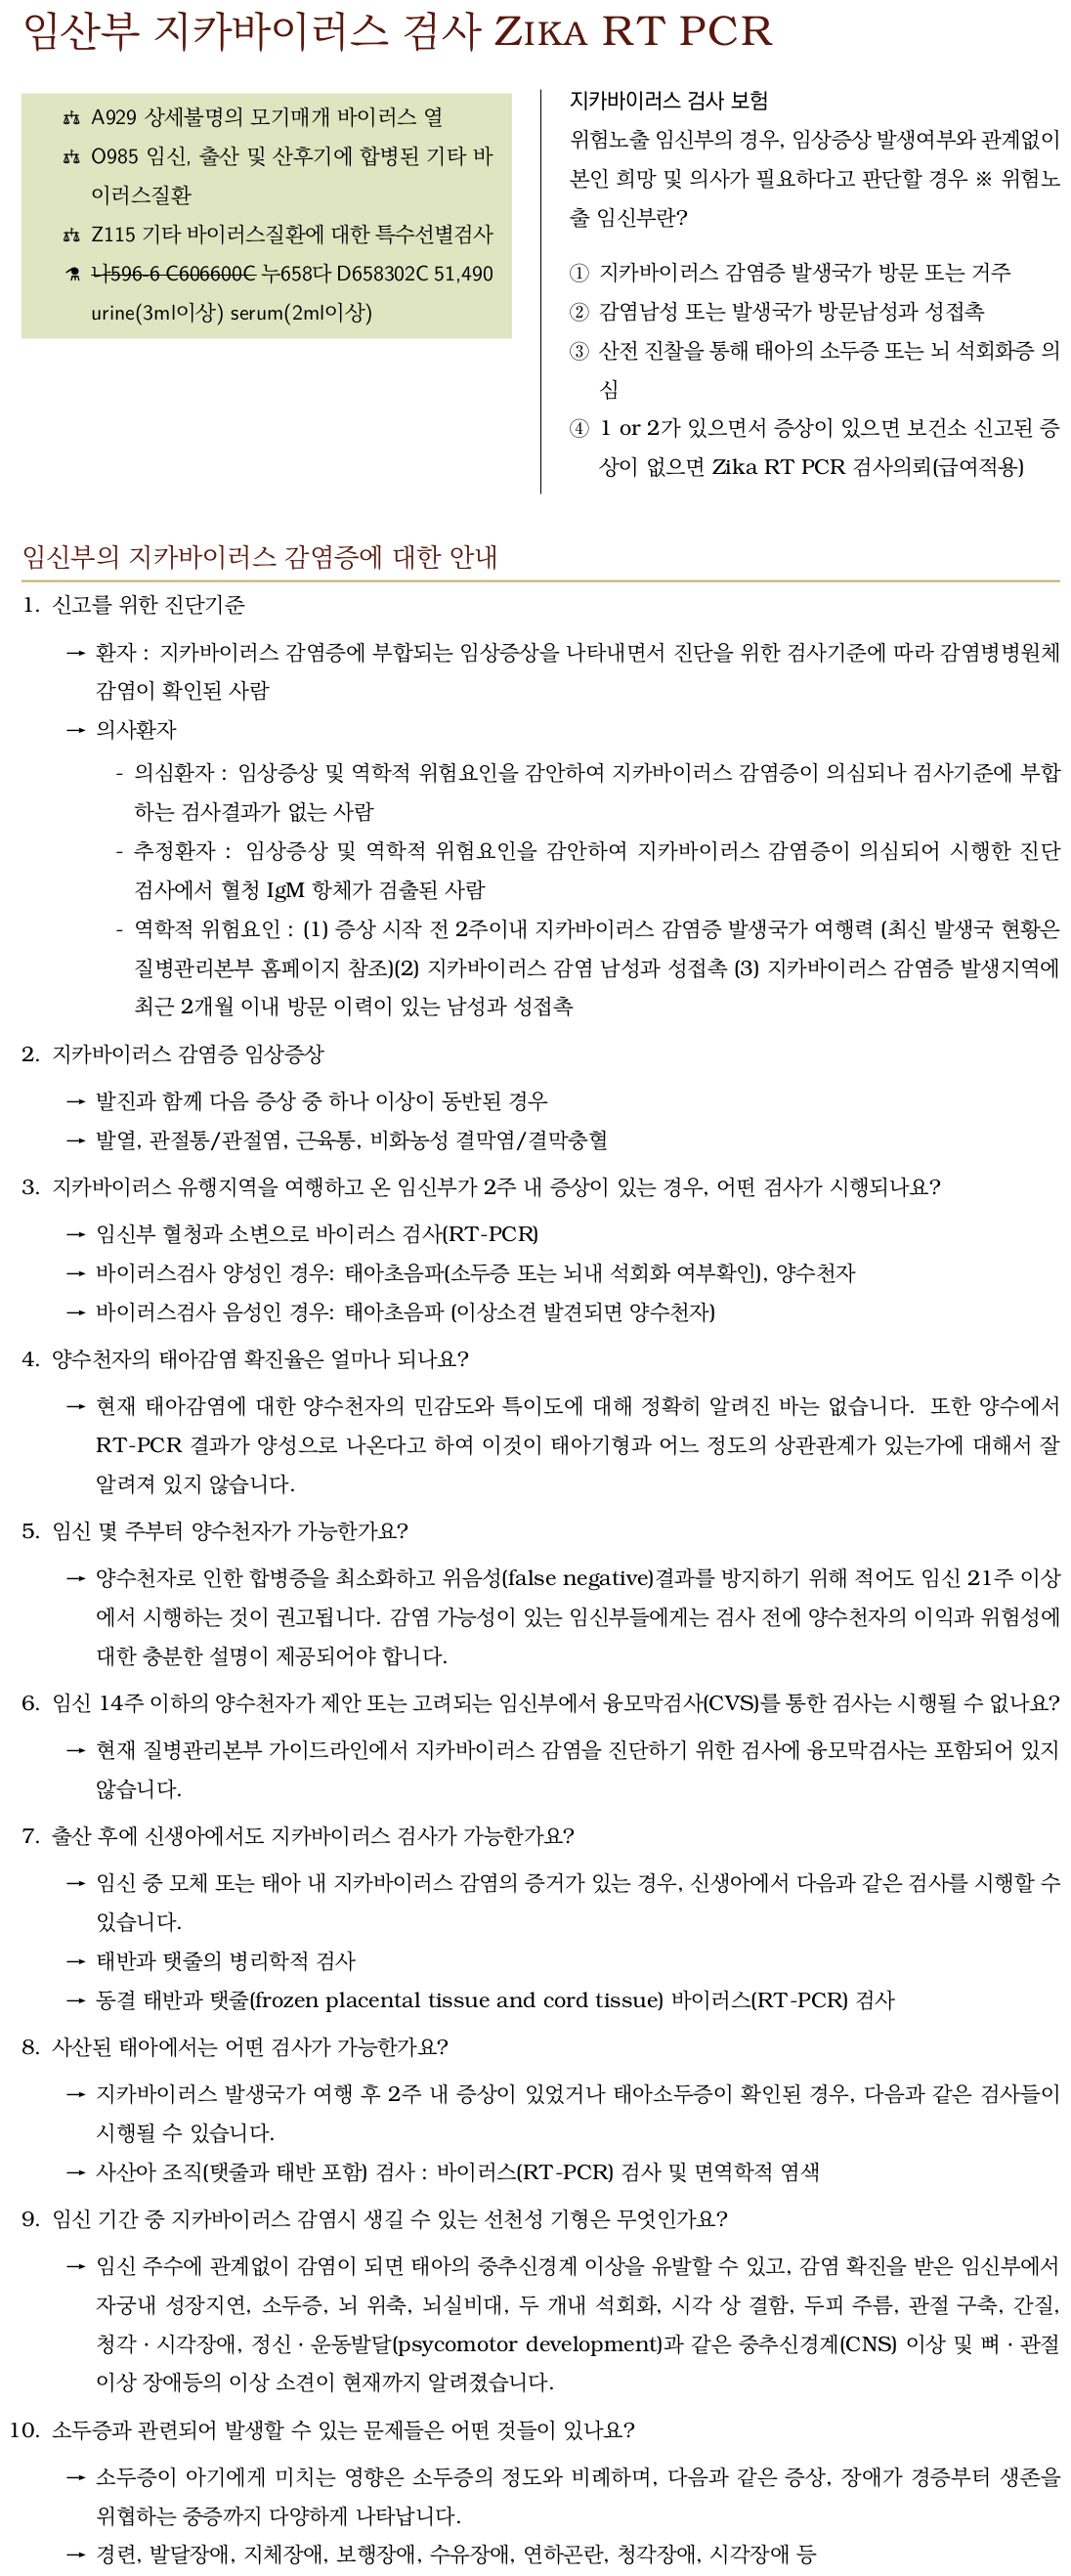 임산부 지카바이러스 검사 ZIKA RT PCR
A929 상세불명의 모기매개 바이러스 열
O985 임신, 출산 및 산후기에 합병된 기타 바
이러스질환
Z115 기타 바이러스질환에 대한 특수선별검사
나596-6 C606600C 누658다 D658302C 51,490
urine(3ml이상) serum(2ml이상)
지카바이러스 검사 보험
위험노출 임신부의 경우, 임상증상 발생여부와 관계없이
본인 희망 및 의사가 필요하다고 판단할 경우 ※ 위험노
출 임신부란?
① 지카바이러스 감염증 발생국가 방문 또는 거주
② 감염남성 또는 발생국가 방문남성과 성접촉
③ 산전 진찰을 통해 태아의 소두증 또는 뇌 석회화증 의
심
④ 1 or 2가 있으면서 증상이 있으면 보건소 신고된 증
상이 없으면 Zika RT PCR 검사의뢰(급여적용)
임신부의 지카바이러스 감염증에 대한 안내
1. 신고를 위한 진단기준
→ 환자 : 지카바이러스 감염증에 부합되는 임상증상을 나타내면서 진단을 위한 검사기준에 따라 감염병병원체
감염이 확인된 사람
→ 의사환자
- 의심환자 : 임상증상 및 역학적 위험요인을 감안하여 지카바이러스 감염증이 의심되나 검사기준에 부합
하는 검사결과가 없는 사람
- 추정환자 : 임상증상 및 역학적 위험요인을 감안하여 지카바이러스 감염증이 의심되어 시행한 진단
검사에서 혈청 IgM 항체가 검출된 사람
- 역학적 위험요인 : (1) 증상 시작 전 2주이내 지카바이러스 감염증 발생국가 여행력 (최신 발생국 현황은
질병관리본부 홈페이지 참조)(2) 지카바이러스 감염 남성과 성접촉 (3) 지카바이러스 감염증 발생지역에
최근 2개월 이내 방문 이력이 있는 남성과 성접촉
2. 지카바이러스 감염증 임상증상
→ 발진과 함께 다음 증상 중 하나 이상이 동반된 경우
→ 발열, 관절통/관절염, 근육통, 비화농성 결막염/결막충혈
3. 지카바이러스 유행지역을 여행하고 온 임신부가 2주 내 증상이 있는 경우, 어떤 검사가 시행되나요?
→ 임신부 혈청과 소변으로 바이러스 검사(RT-PCR)
→ 바이러스검사 양성인 경우: 태아초음파(소두증 또는 뇌내 석회화 여부확인), 양수천자
→ 바이러스검사 음성인 경우: 태아초음파 (이상소견 발견되면 양수천자)
4. 양수천자의 태아감염 확진율은 얼마나 되나요?
→ 현재 태아감염에 대한 양수천자의 민감도와 특이도에 대해 정확히 알려진 바는 없습니다. 또한 양수에서
RT-PCR 결과가 양성으로 나온다고 하여 이것이 태아기형과 어느 정도의 상관관계가 있는가에 대해서 잘
알려져 있지 않습니다.
5. 임신 몇 주부터 양수천자가 가능한가요?
→ 양수천자로 인한 합병증을 최소화하고 위음성(false negative)결과를 방지하기 위해 적어도 임신 21주 이상
에서 시행하는 것이 권고됩니다. 감염 가능성이 있는 임신부들에게는 검사 전에 양수천자의 이익과 위험성에
대한 충분한 설명이 제공되어야 합니다.
6. 임신 14주 이하의 양수천자가 제안 또는 고려되는 임신부에서 융모막검사(CVS)를 통한 검사는 시행될 수 없나요?
→ 현재 질병관리본부 가이드라인에서 지카바이러스 감염을 진단하기 위한 검사에 융모막검사는 포함되어 있지
않습니다.
7. 출산 후에 신생아에서도 지카바이러스 검사가 가능한가요?
→ 임신 중 모체 또는 태아 내 지카바이러스 감염의 증거가 있는 경우, 신생아에서 다음과 같은 검사를 시행할 수
있습니다.
→ 태반과 탯줄의 병리학적 검사
→ 동결 태반과 탯줄(frozen placental tissue and cord tissue) 바이러스(RT-PCR) 검사
8. 사산된 태아에서는 어떤 검사가 가능한가요?
→ 지카바이러스 발생국가 여행 후 2주 내 증상이 있었거나 태아소두증이 확인된 경우, 다음과 같은 검사들이
시행될 수 있습니다.
→ 사산아 조직(탯줄과 태반 포함) 검사 : 바이러스(RT-PCR) 검사 및 면역학적 염색
9. 임신 기간 중 지카바이러스 감염시 생길 수 있는 선천성 기형은 무엇인가요?
→ 임신 주수에 관계없이 감염이 되면 태아의 중추신경계 이상을 유발할 수 있고, 감염 확진을 받은 임신부에서
자궁내 성장지연, 소두증, 뇌 위축, 뇌실비대, 두 개내 석회화, 시각 상 결함, 두피 주름, 관절 구축, 간질,
청각 · 시각장애, 정신 · 운동발달(psycomotor development)과 같은 중추신경계(CNS) 이상 및 뼈 · 관절
이상 장애등의 이상 소견이 현재까지 알려졌습니다.
10. 소두증과 관련되어 발생할 수 있는 문제들은 어떤 것들이 있나요?
→ 소두증이 아기에게 미치는 영향은 소두증의 정도와 비례하며, 다음과 같은 증상, 장애가 경증부터 생존을
위협하는 중증까지 다양하게 나타납니다.
→ 경련, 발달장애, 지체장애, 보행장애, 수유장애, 연하곤란, 청각장애, 시각장애 등